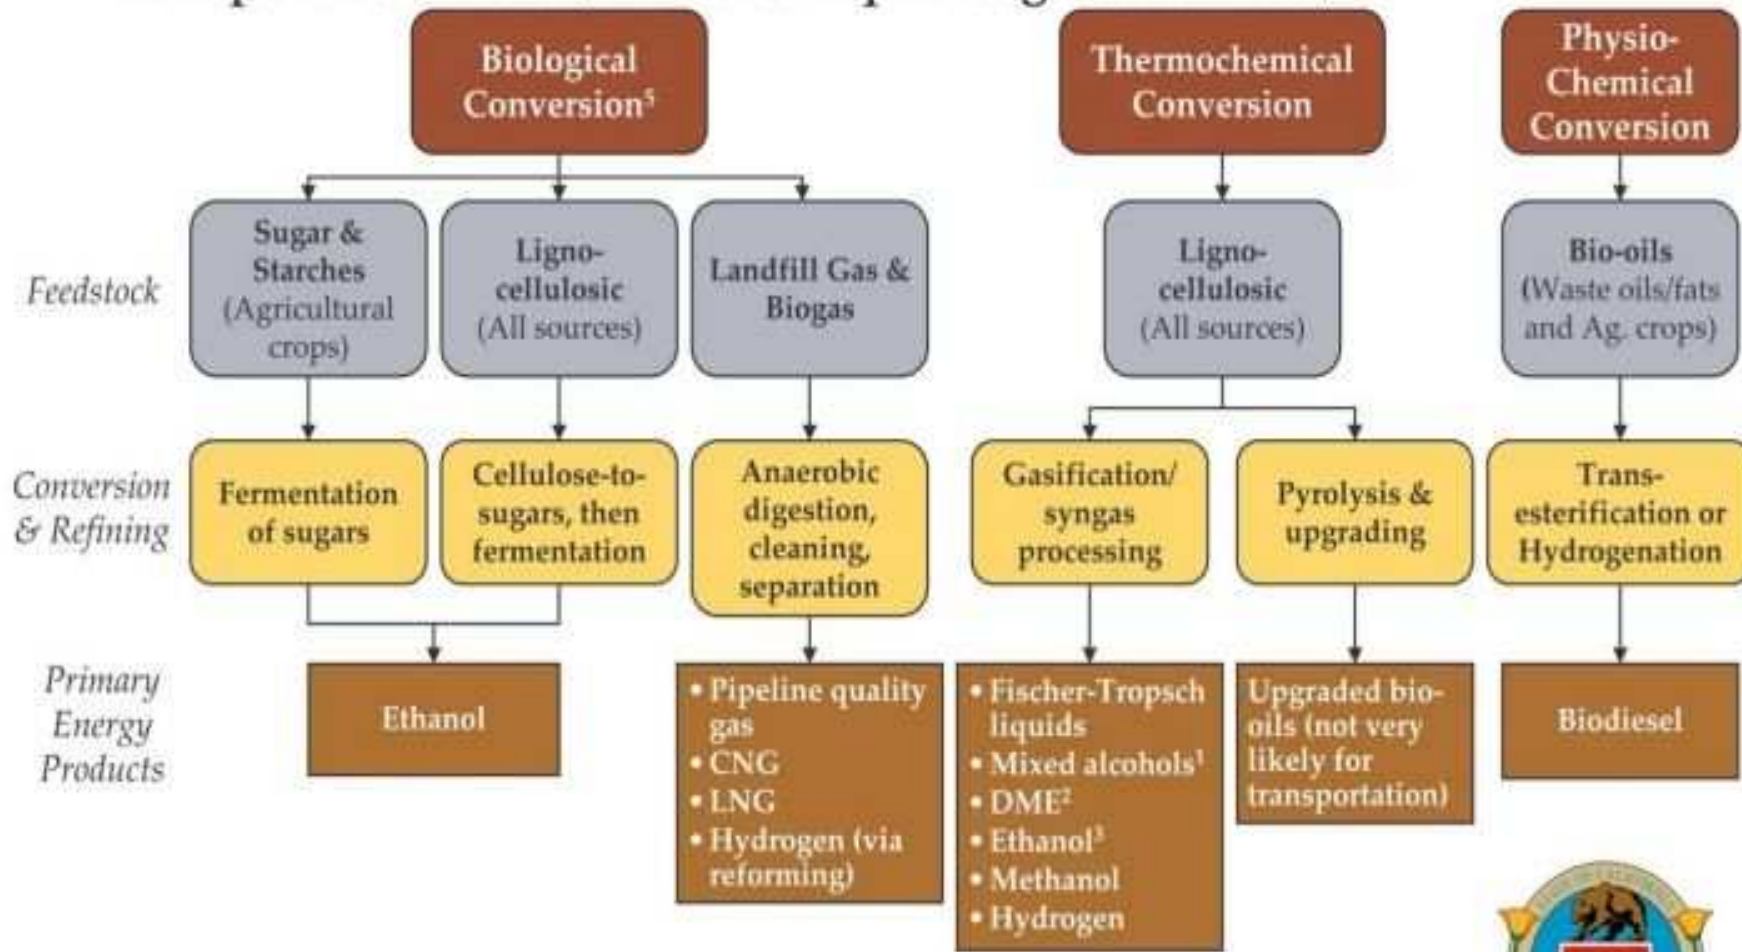 Biological
Conversion⁵
Thermochemical
Conversion
Physio-
Chemical
Conversion
Feedstock
Sugar &
Starches
(Agricultural
crops)
Ligno-
cellulosic
(All sources)
Landfill Gas &
Biogas
Ligno-
cellulosic
(All sources)
Bio-oils
(Waste oils/fats
and Ag. crops)
Conversion
& Refining
Fermentation
of sugars
Cellulose-to-
sugars, then
fermentation
Anaerobic
digestion,
cleaning,
separation
Gasification/
syngas
processing
Pyrolysis &
upgrading
Trans-
esterification or
Hydrogenation
Primary
Energy
Products
Ethanol
• Pipeline quality
gas
• CNG
• LNG
• Hydrogen (via
reforming)
• Fischer-Tropsch
liquids
• Mixed alcohols¹
• DME²
• Ethanol³
• Methanol
• Hydrogen
Upgraded bio-
oils (not very
likely for
transportation)
Biodiesel